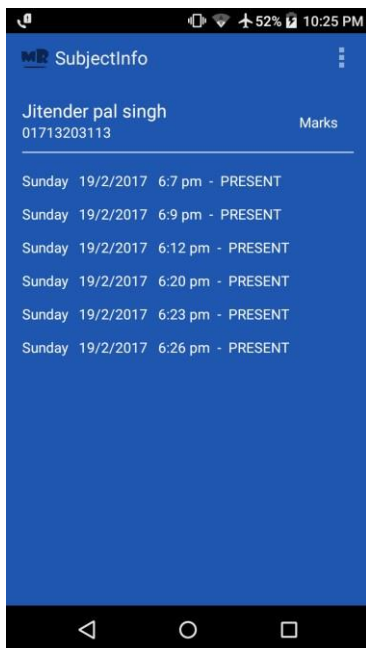 52% 10:25 PM
MR SubjectInfo
Jitender pal singh
01713203113
Marks
Sunday 19/2/2017 6:7 pm - PRESENT
Sunday 19/2/2017 6:9 pm - PRESENT
Sunday 19/2/2017 6:12 pm - PRESENT
Sunday 19/2/2017 6:20 pm - PRESENT
Sunday 19/2/2017 6:23 pm - PRESENT
Sunday 19/2/2017 6:26 pm - PRESENT